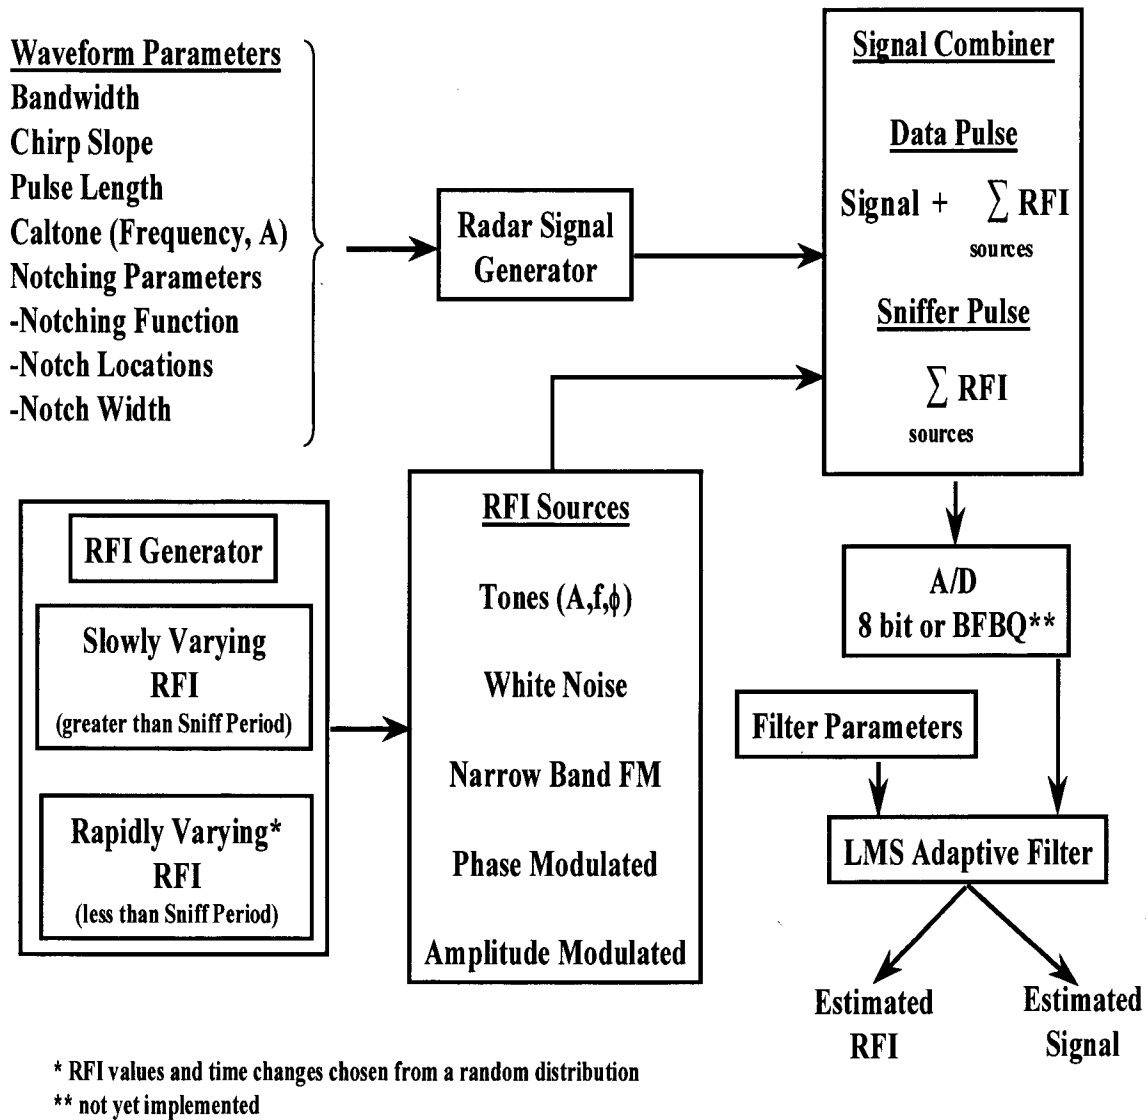 Waveform Parameters
Bandwidth
Chirp Slope
Pulse Length
Caltone (Frequency, A)
Notching Parameters
-Notching Function
-Notch Locations
-Notch Width
Radar Signal
Generator
Signal Combiner
Data Pulse
Signal + ∑ RFI
sources
Sniffer Pulse
∑ RFI
sources
RFI Generator
Slowly Varying
RFI
(greater than Sniff Period)
Rapidly Varying*
RFI
(less than Sniff Period)
RFI Sources
Tones (A,f,ϕ)
White Noise
Narrow Band FM
Phase Modulated
Amplitude Modulated
A/D
8 bit or BFBQ**
Filter Parameters
LMS Adaptive Filter
Estimated
RFI
Estimated
Signal
* RFI values and time changes chosen from a random distribution
** not yet implemented